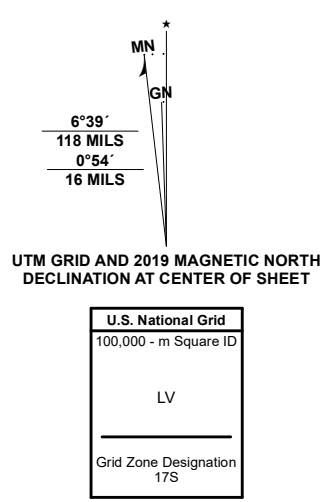 MN
GN
6°39´
118 MILS
0°54´
16 MILS
UTM GRID AND 2019 MAGNETIC NORTH
DECLINATION AT CENTER OF SHEET
U.S. National Grid
100,000 - m Square ID
LV
Grid Zone Designation
17S